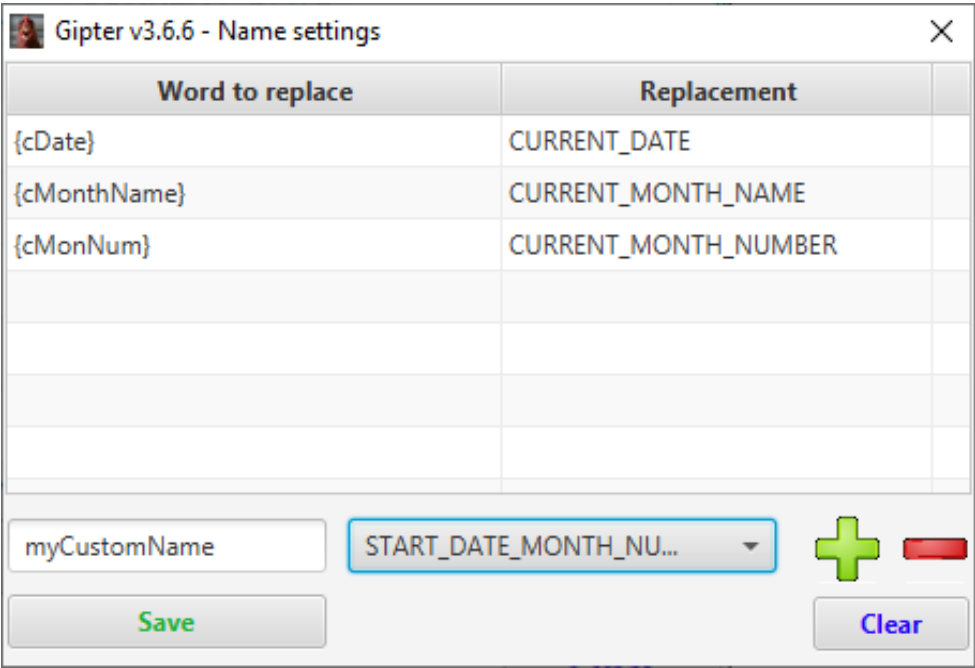 Gipter v3.6.6 - Name settings
Word to replace Replacement
{cDate} CURRENT_DATE
{cMonthName} CURRENT_MONTH_NAME
{cMonNum} CURRENT_MONTH_NUMBER
myCustomName START_DATE_MONTH_NU...
Save Clear